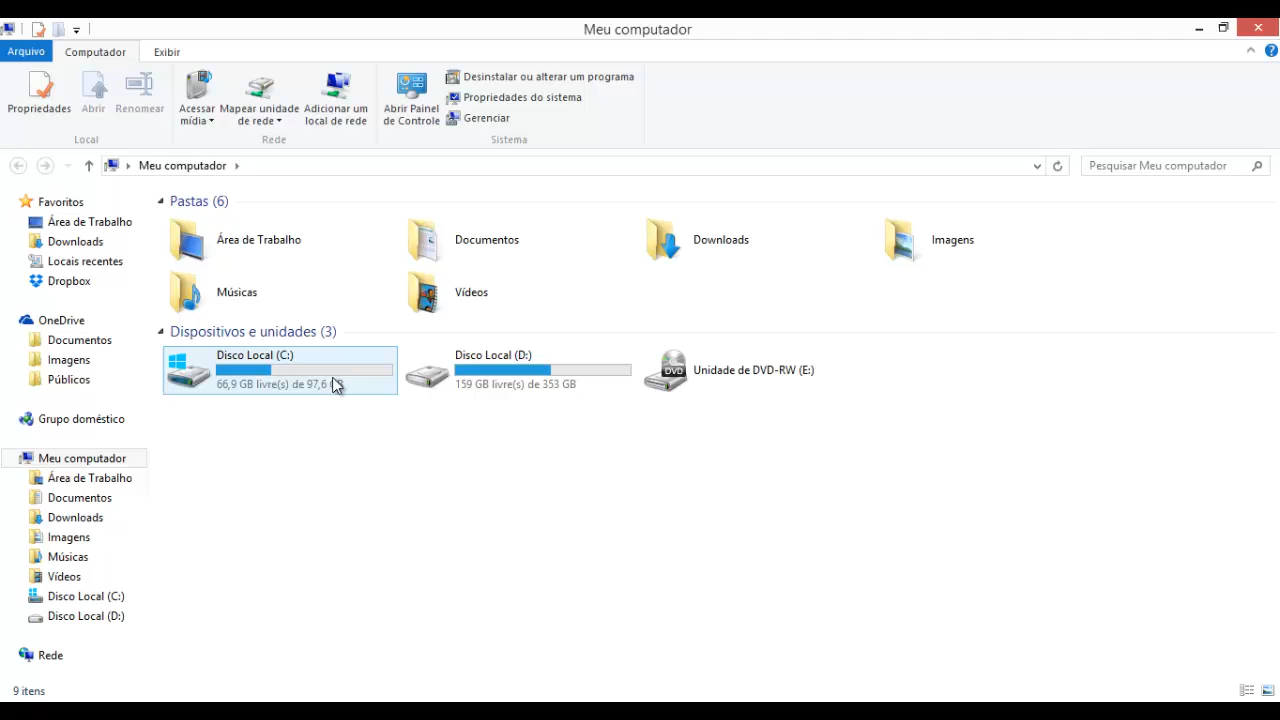 Meu computador
Arquivo
Computador
Exibir
Propriedades
Abrir
Renomear
Local
Acessar
mídia
Mapear unidade
de rede
Adicionar um
local de rede
Rede
Abrir Painel
de Controle
Desinstalar ou alterar um programa
Propriedades do sistema
Gerenciar
Sistema
Meu computador
Pesquisar Meu computador
Favoritos
Área de Trabalho
Downloads
Locais recentes
Dropbox
OneDrive
Documentos
Imagens
Públicos
Grupo doméstico
Meu computador
Área de Trabalho
Documentos
Downloads
Imagens
Músicas
Vídeos
Disco Local (C:)
Disco Local (D:)
Rede
Pastas (6)
Área de Trabalho
Documentos
Downloads
Imagens
Músicas
Vídeos
Dispositivos e unidades (3)
Disco Local (C:)
66,9 GB livre(s) de 97,6
Disco Local (D:)
159 GB livre(s) de 353 GB
DVD
Unidade de DVD-RW (E:)
9 itens